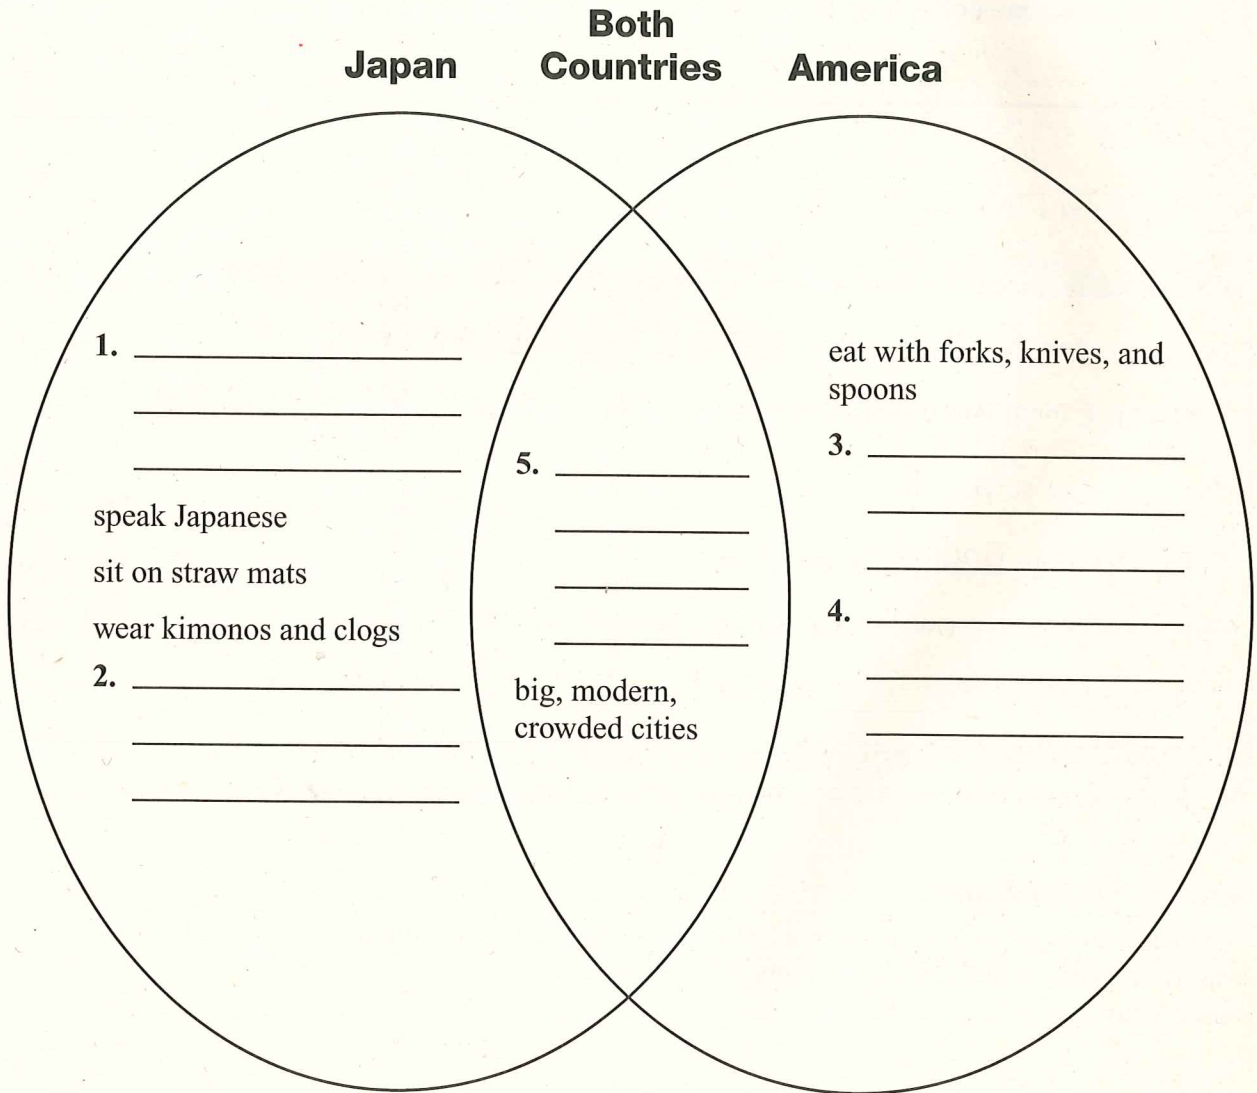 Both
Japan Countries America
1.
speak Japanese
sit on straw mats
wear kimonos and clogs
2.
5.
big, modern,
crowded cities
eat with forks, knives, and
spoons
3.
4.